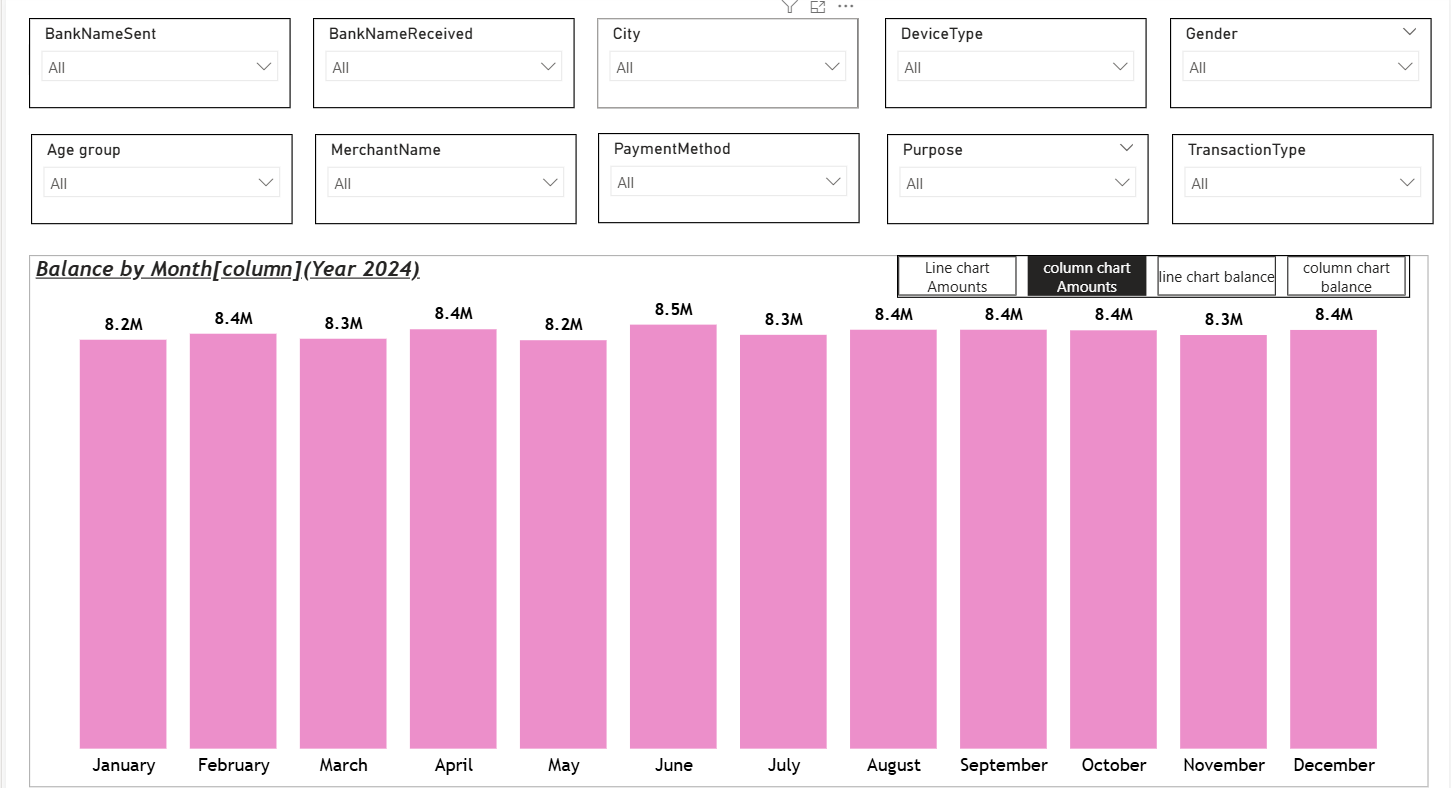 BankNameSent
All
BankNameReceived
All
City
All
DeviceType
All
Gender
All
Age group
All
MerchantName
All
PaymentMethod
All
Purpose
All
TransactionType
All
Balance by Month[column](Year 2024)
Line chart
Amounts
column chart
Amounts
line chart balance
column chart
balance
8.2M
8.4M
8.3M
8.4M
8.2M
8.5M
8.3M
8.4M
8.4M
8.4M
8.3M
8.4M
January
February
March
April
May
June
July
August
September
October
November
December